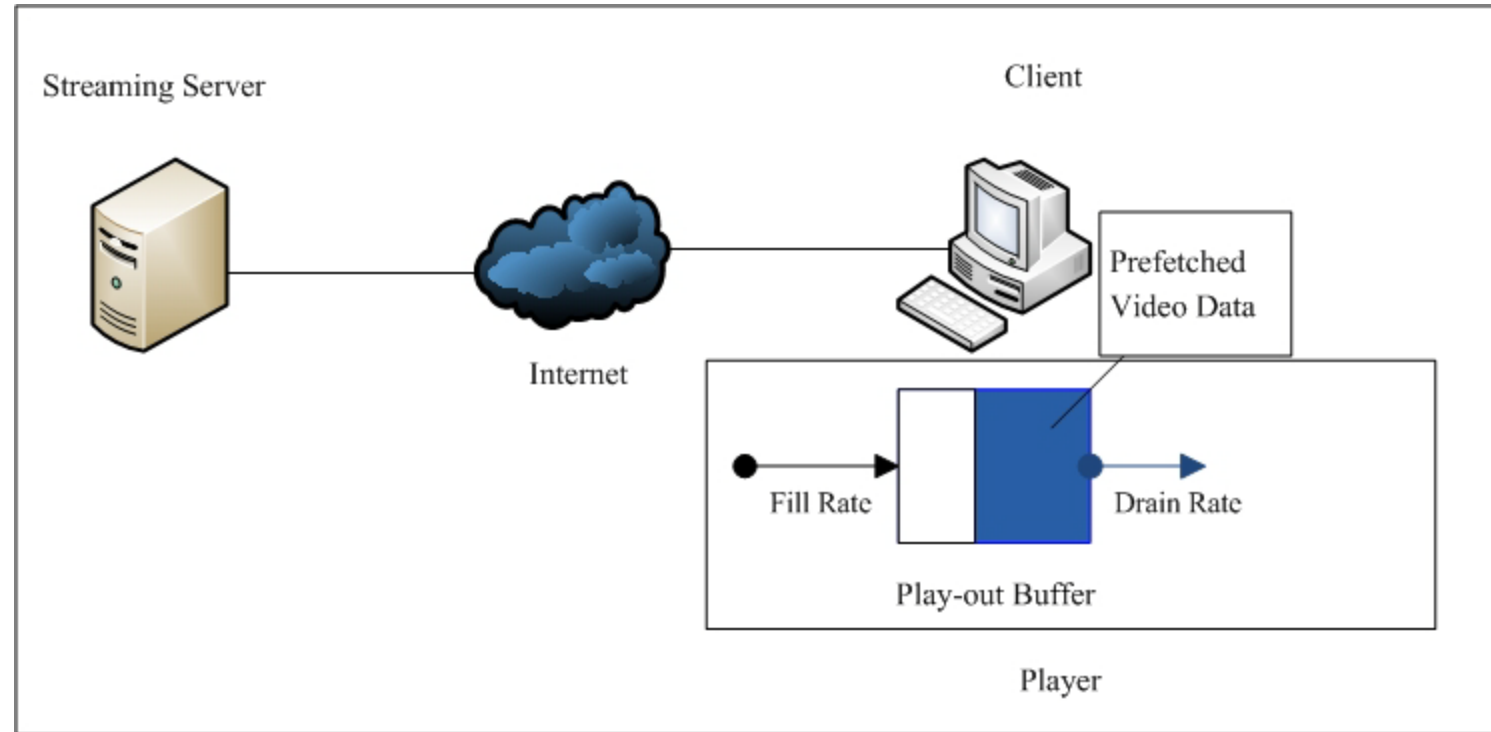 Streaming Server
Client
Prefetched
Video Data
Internet
Fill Rate
Drain Rate
Play-out Buffer
Player